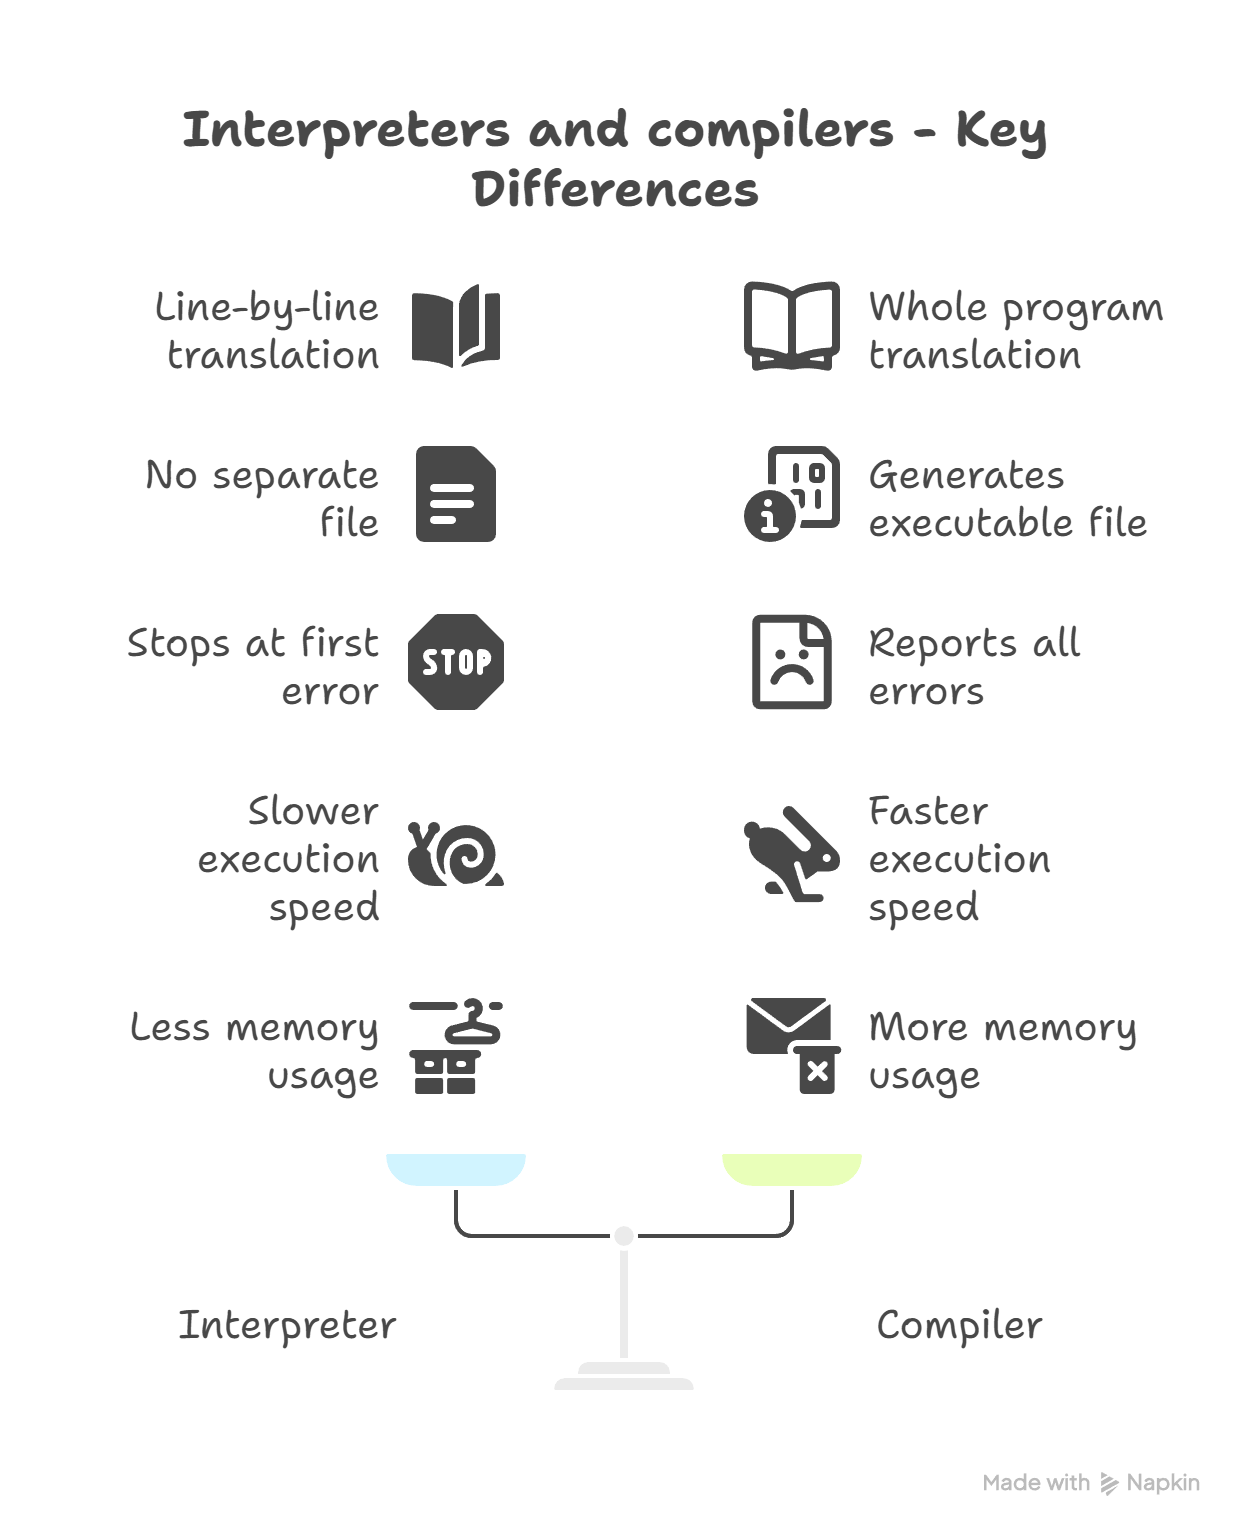 Interpreters and compilers - Key
Differences
Line-by-line
translation
Whole program
translation
No separate
file
10
01
i
Generates
executable file
Stops at first
error
STOP
Reports all
errors
Slower
execution
speed
Faster
execution
speed
Less memory
usage
More memory
usage
Interpreter
Compiler
Made with Napkin